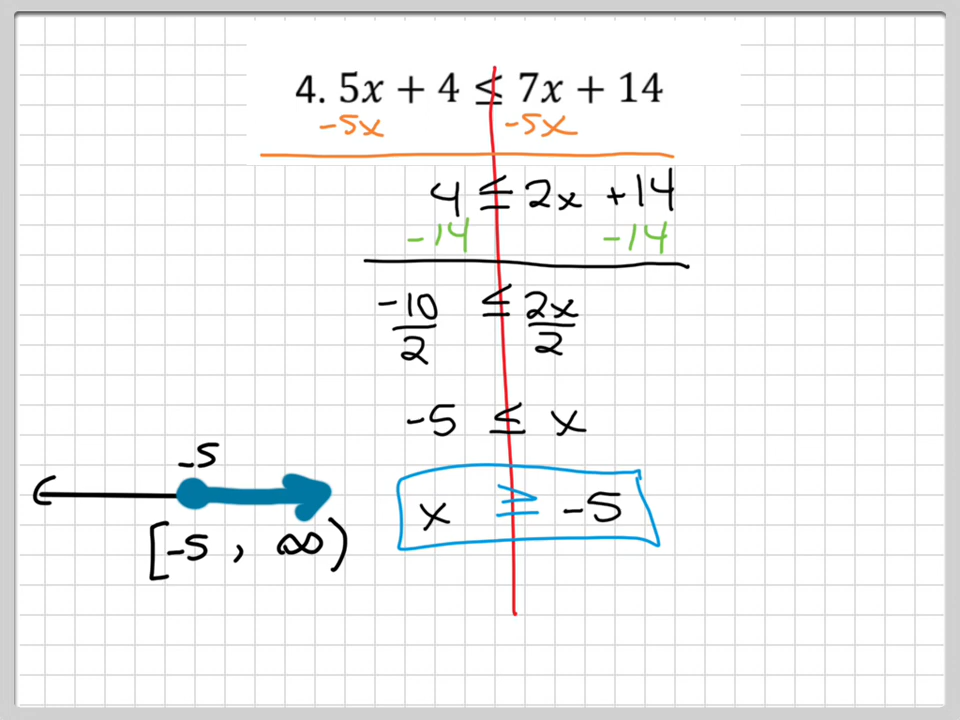 4. 5x + 4 ≤ 7x + 14
-5x -5x
4 ≤ 2x +14
-14 -14
-10 ≤ 2x
2 2
-5 ≤ x
-5
x ≥ -5
[-5, ∞)